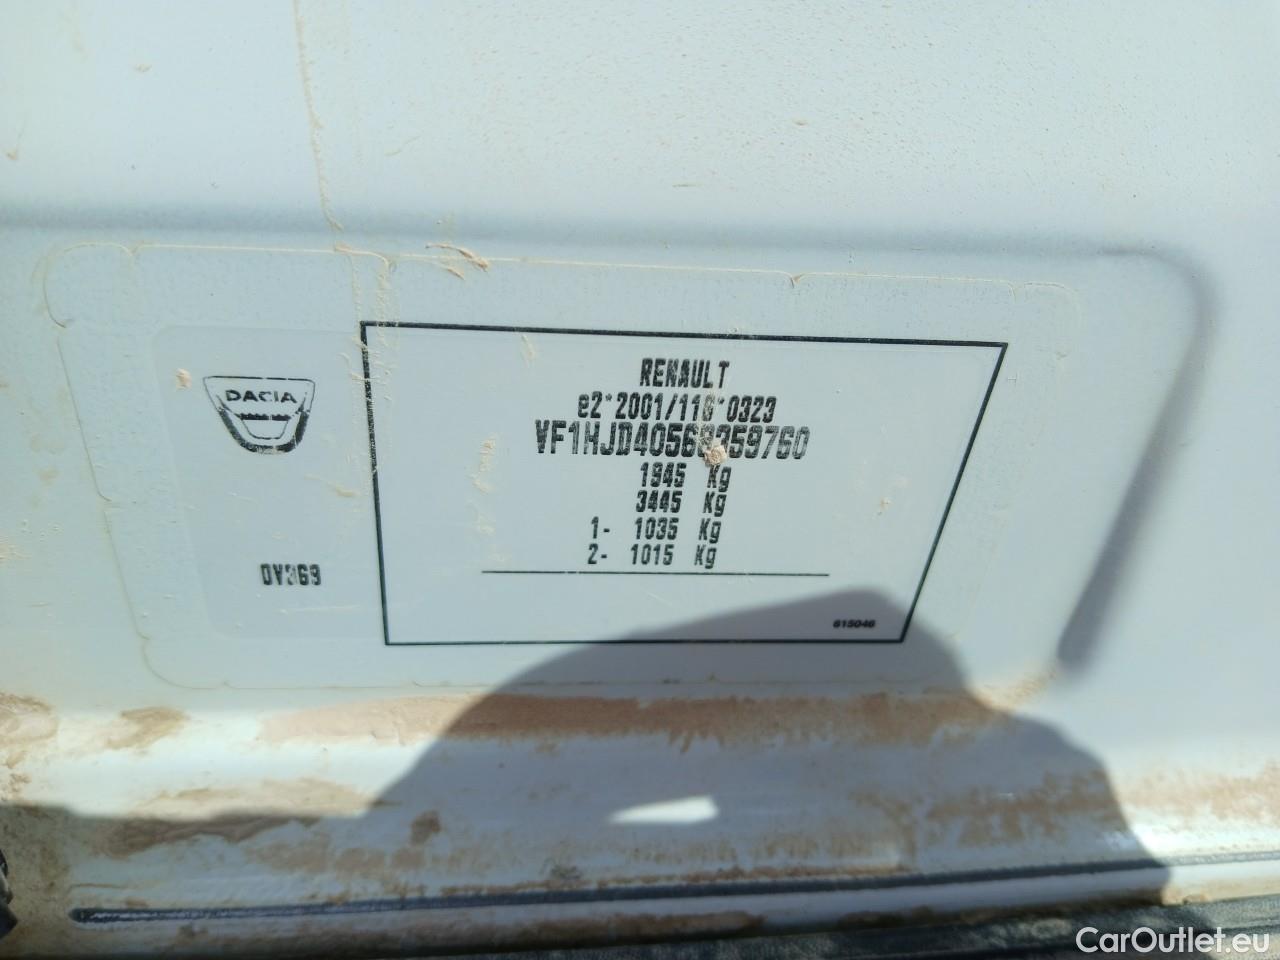 DACIA
DV369
RENAULT
e2*2001/116*0323
VF1HJD40568359760
1945 Kg
3445 Kg
1- 1035 Kg
2- 1015 Kg
615046
CarOutlet.eu